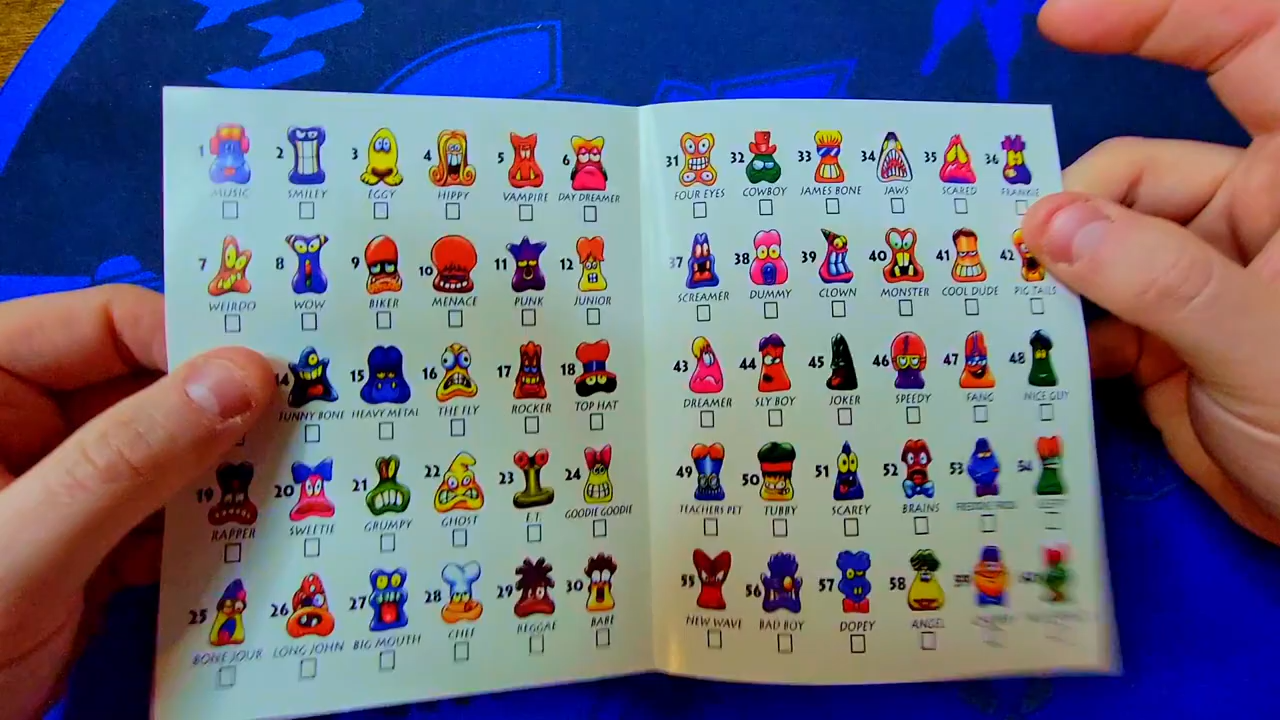 1 2 3 4 5 6
MUSIC SMILEY EGGY HIPPY VAMPIRE DAY DREAMER
7 8 9 10 11 12
WEIRDO WOW BIKER MENACE PUNK JUNIOR
14 15 16 17 18
FUNNY BONE HEAVY METAL THE FLY ROCKER TOP HAT
19 20 21 22 23 24
RAPPER SWEETIE GRUMPY GHOST E.T. GOODIE GOODIE
25 26 27 28 29 30
BONE JOUR LONG JOHN BIG MOUTH CHEF REGGAE BABE
31 32 33 34 35 36
FOUR EYES COWBOY JAMES BONE JAWS SCARED FRANKIE
37 38 39 40 41 42
SCREAMER DUMMY CLOWN MONSTER COOL DUDE PIG TAILS
43 44 45 46 47 48
DREAMER SLY BOY JOKER SPEEDY FANG NICE GUY
49 50 51 52 53 54
TEACHERS PET TUBBY SCAREY BRAINS
55 56 57 58
NEW WAVE BAD BOY DOPEY ANGEL